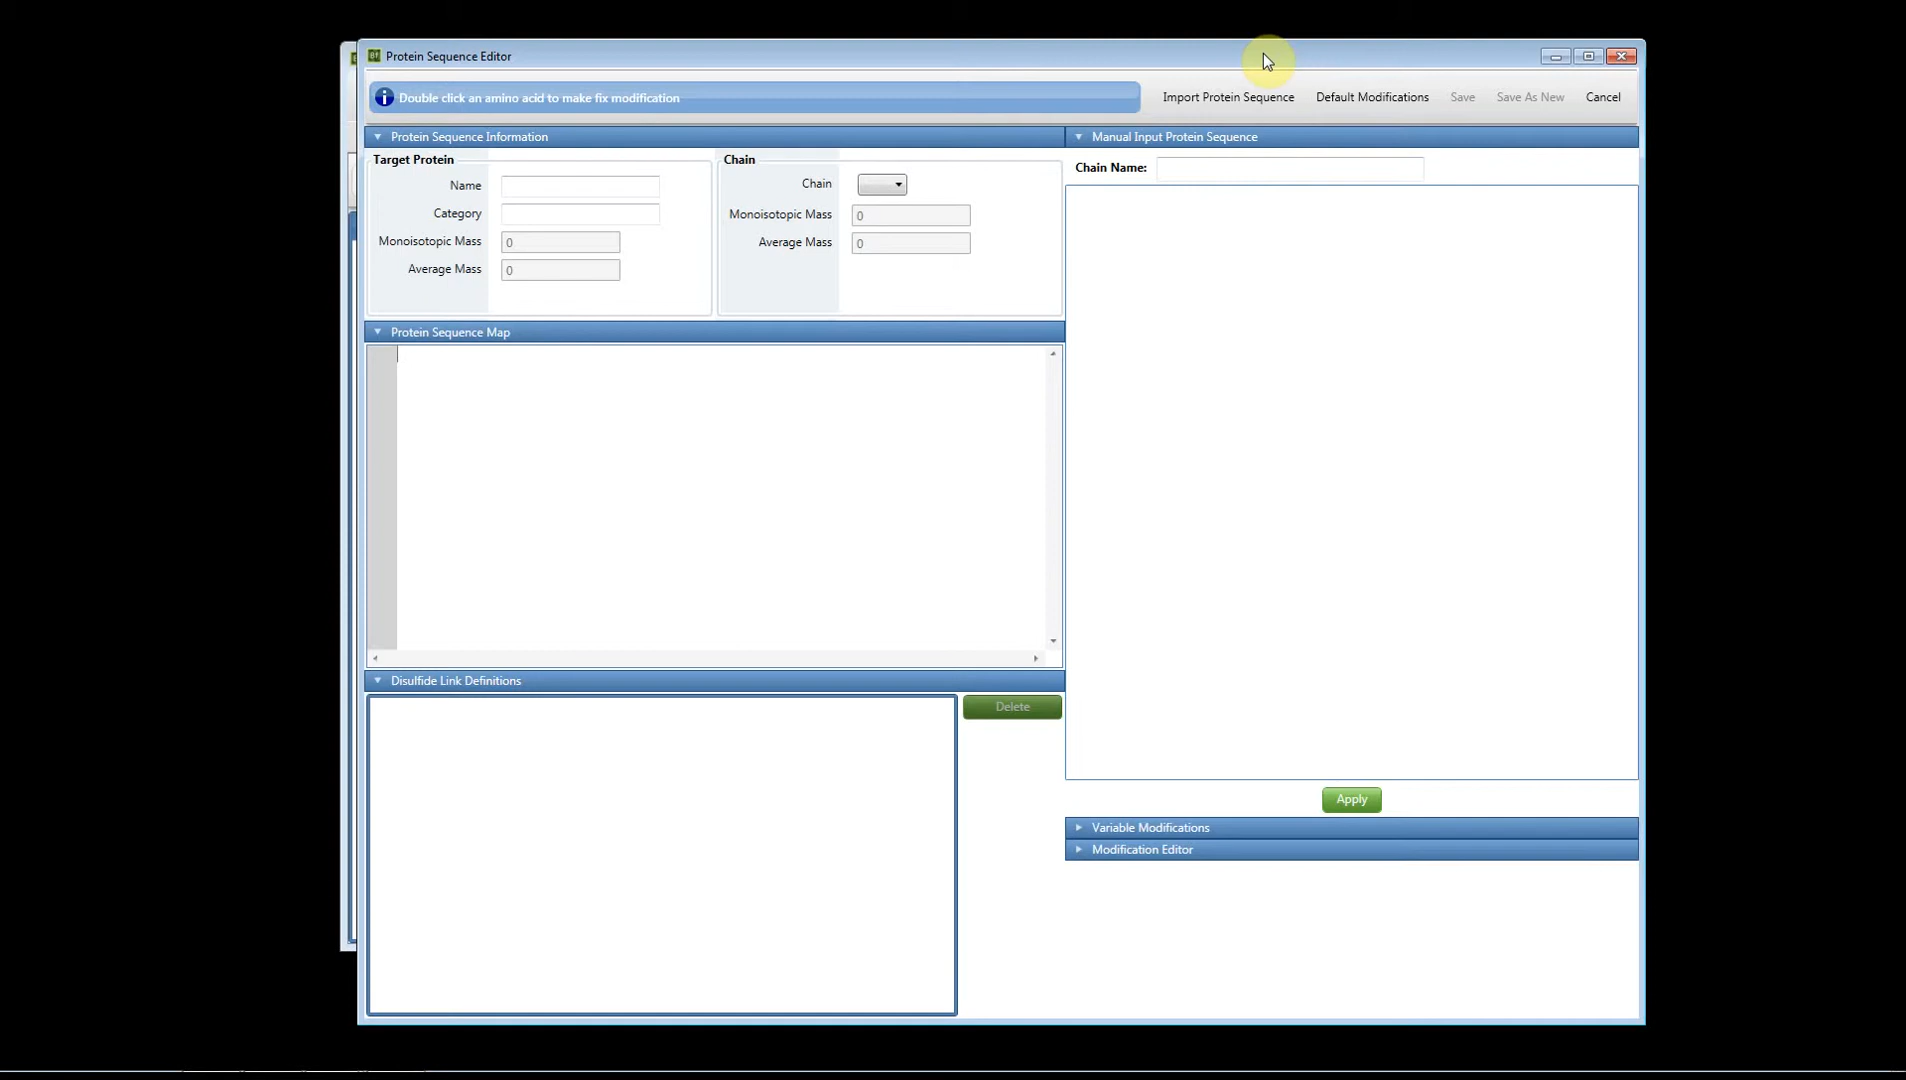 Protein Sequence Editor
Double click an amino acid to make fix modification
Import Protein Sequence
Default Modifications
Save
Save As New
Cancel
Protein Sequence Information
Target Protein
Name
Category
Monoisotopic Mass 0
Average Mass 0
Chain
Chain
Monoisotopic Mass 0
Average Mass 0
Protein Sequence Map
Disulfide Link Definitions
Delete
Manual Input Protein Sequence
Chain Name:
Apply
Variable Modifications
Modification Editor